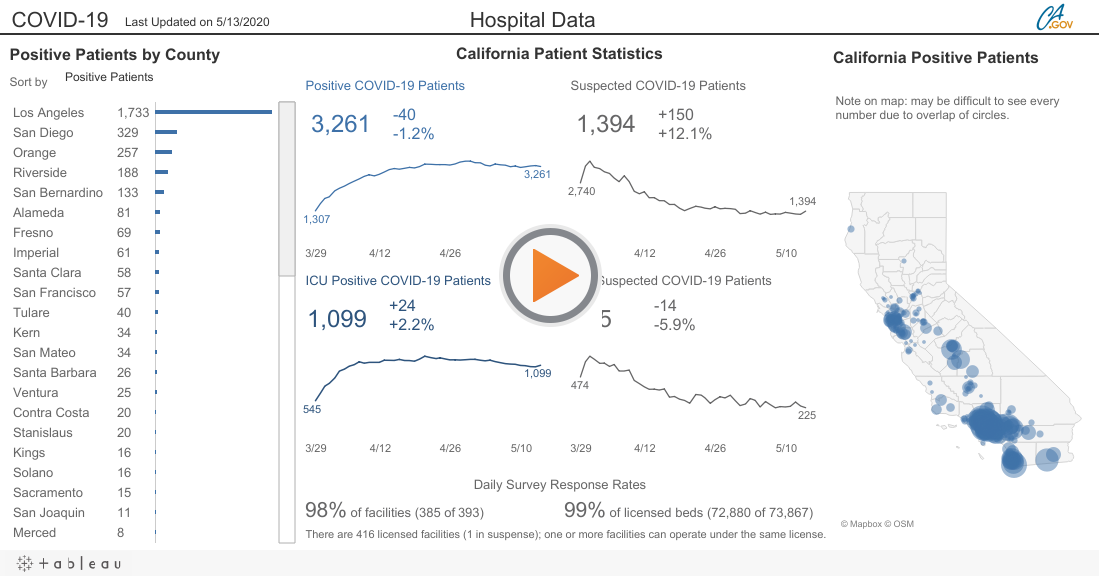 COVID-19 Last Updated on 5/13/2020
Hospital Data
CA
.GOV
Positive Patients by County
Sort by Positive Patients
Los Angeles 1,733
San Diego 329
Orange 257
Riverside 188
San Bernardino 133
Alameda 81
Fresno 69
Imperial 61
Santa Clara 58
San Francisco 57
Tulare 40
Kern 34
San Mateo 34
Santa Barbara 26
Ventura 25
Contra Costa 20
Stanislaus 20
Kings 16
Solano 16
Sacramento 15
San Joaquin 11
Merced 8
California Patient Statistics
Positive COVID-19 Patients
3,261
-40
-1.2%
3,261
1,307
3/29 4/12 4/26
Suspected COVID-19 Patients
1,394
+150
+12.1%
2,740
1,394
4/12 4/26 5/10
ICU Positive COVID-19 Patients
1,099
+24
+2.2%
1,099
545
3/29 4/12 4/26 5/10
Suspected COVID-19 Patients
5
-14
-5.9%
474
225
3/29 4/12 4/26 5/10
Daily Survey Response Rates
98% of facilities (385 of 393)
99% of licensed beds (72,880 of 73,867)
There are 416 licensed facilities (1 in suspense); one or more facilities can operate under the same license.
California Positive Patients
Note on map: may be difficult to see every
number due to overlap of circles.
© Mapbox © OSM
+ableau